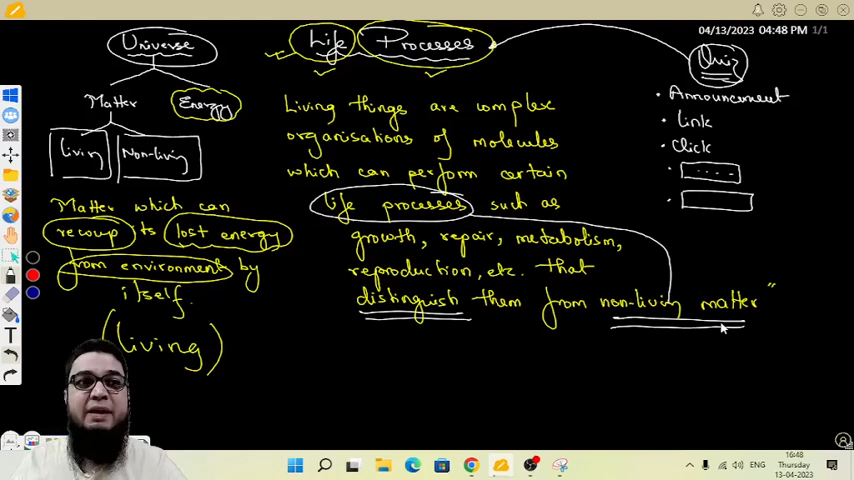 04/13/2023 04:48 PM 1/1
Universe
Matter Energy
Living Non-living
Matter which can
recoup its lost energy
from environment by
itself.
(living)
Life Processes
Living things are complex
organisations of molecules
which can perform certain
life processes such as
growth, repair, metabolism,
reproduction, etc. that
distinguish them from non-living matter"
Quiz
• Announcement
• Link
• Click
ENG
16:48
Thursday
13-04-2023